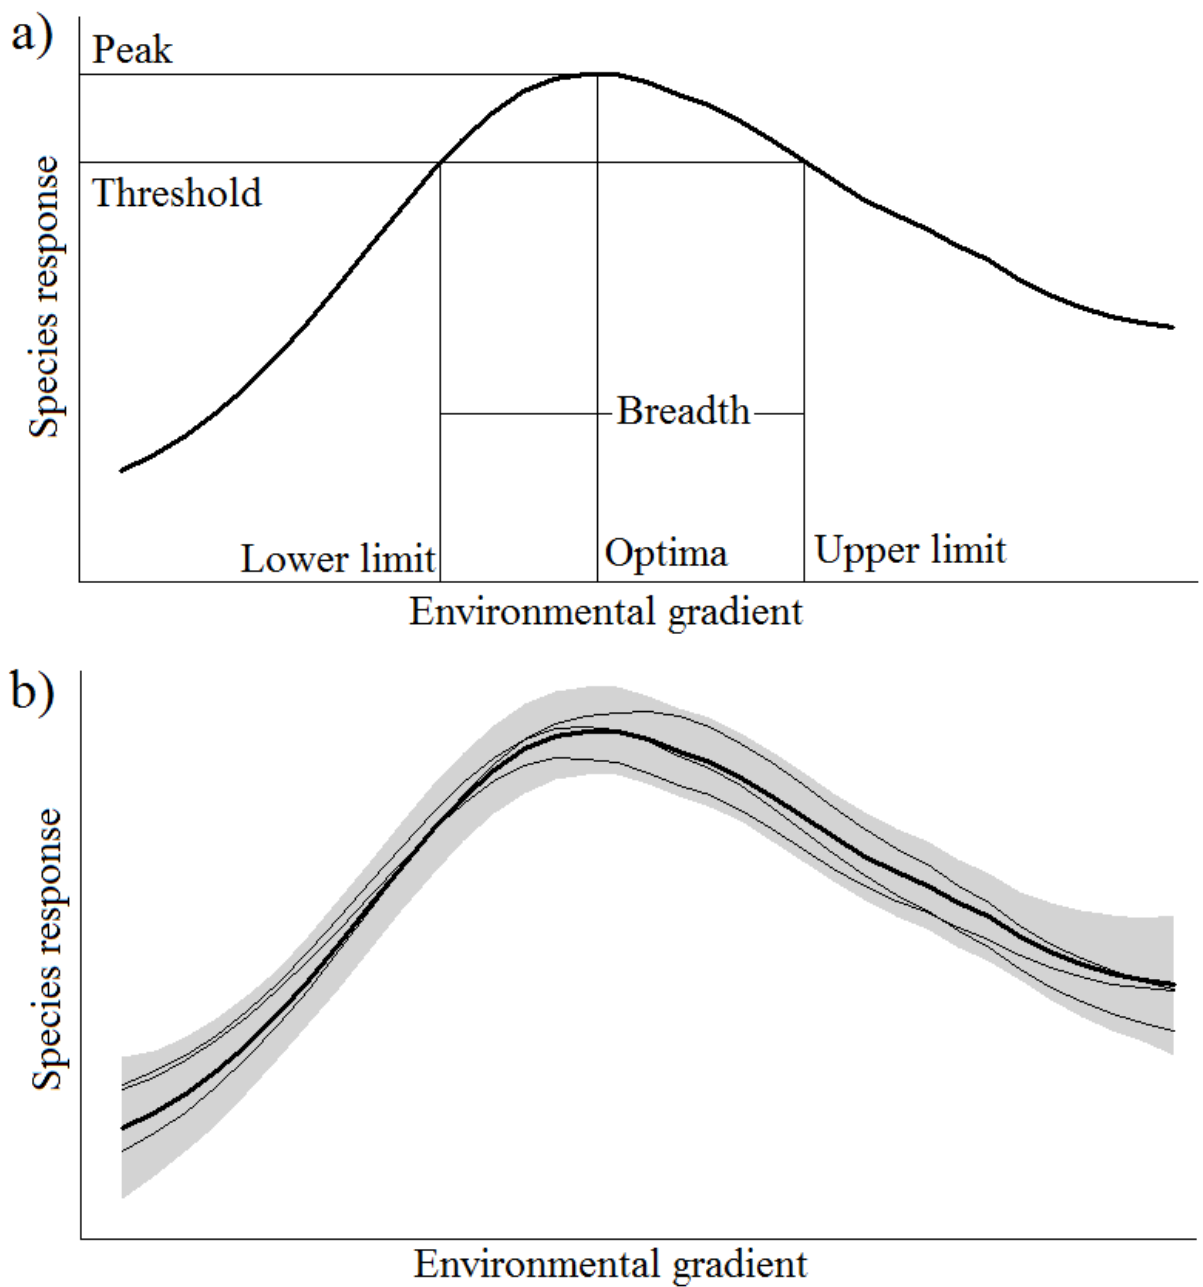 a)
Peak
Threshold
Species response
Breadth
Lower limit
Optima
Upper limit
Environmental gradient
b)
Species response
Environmental gradient